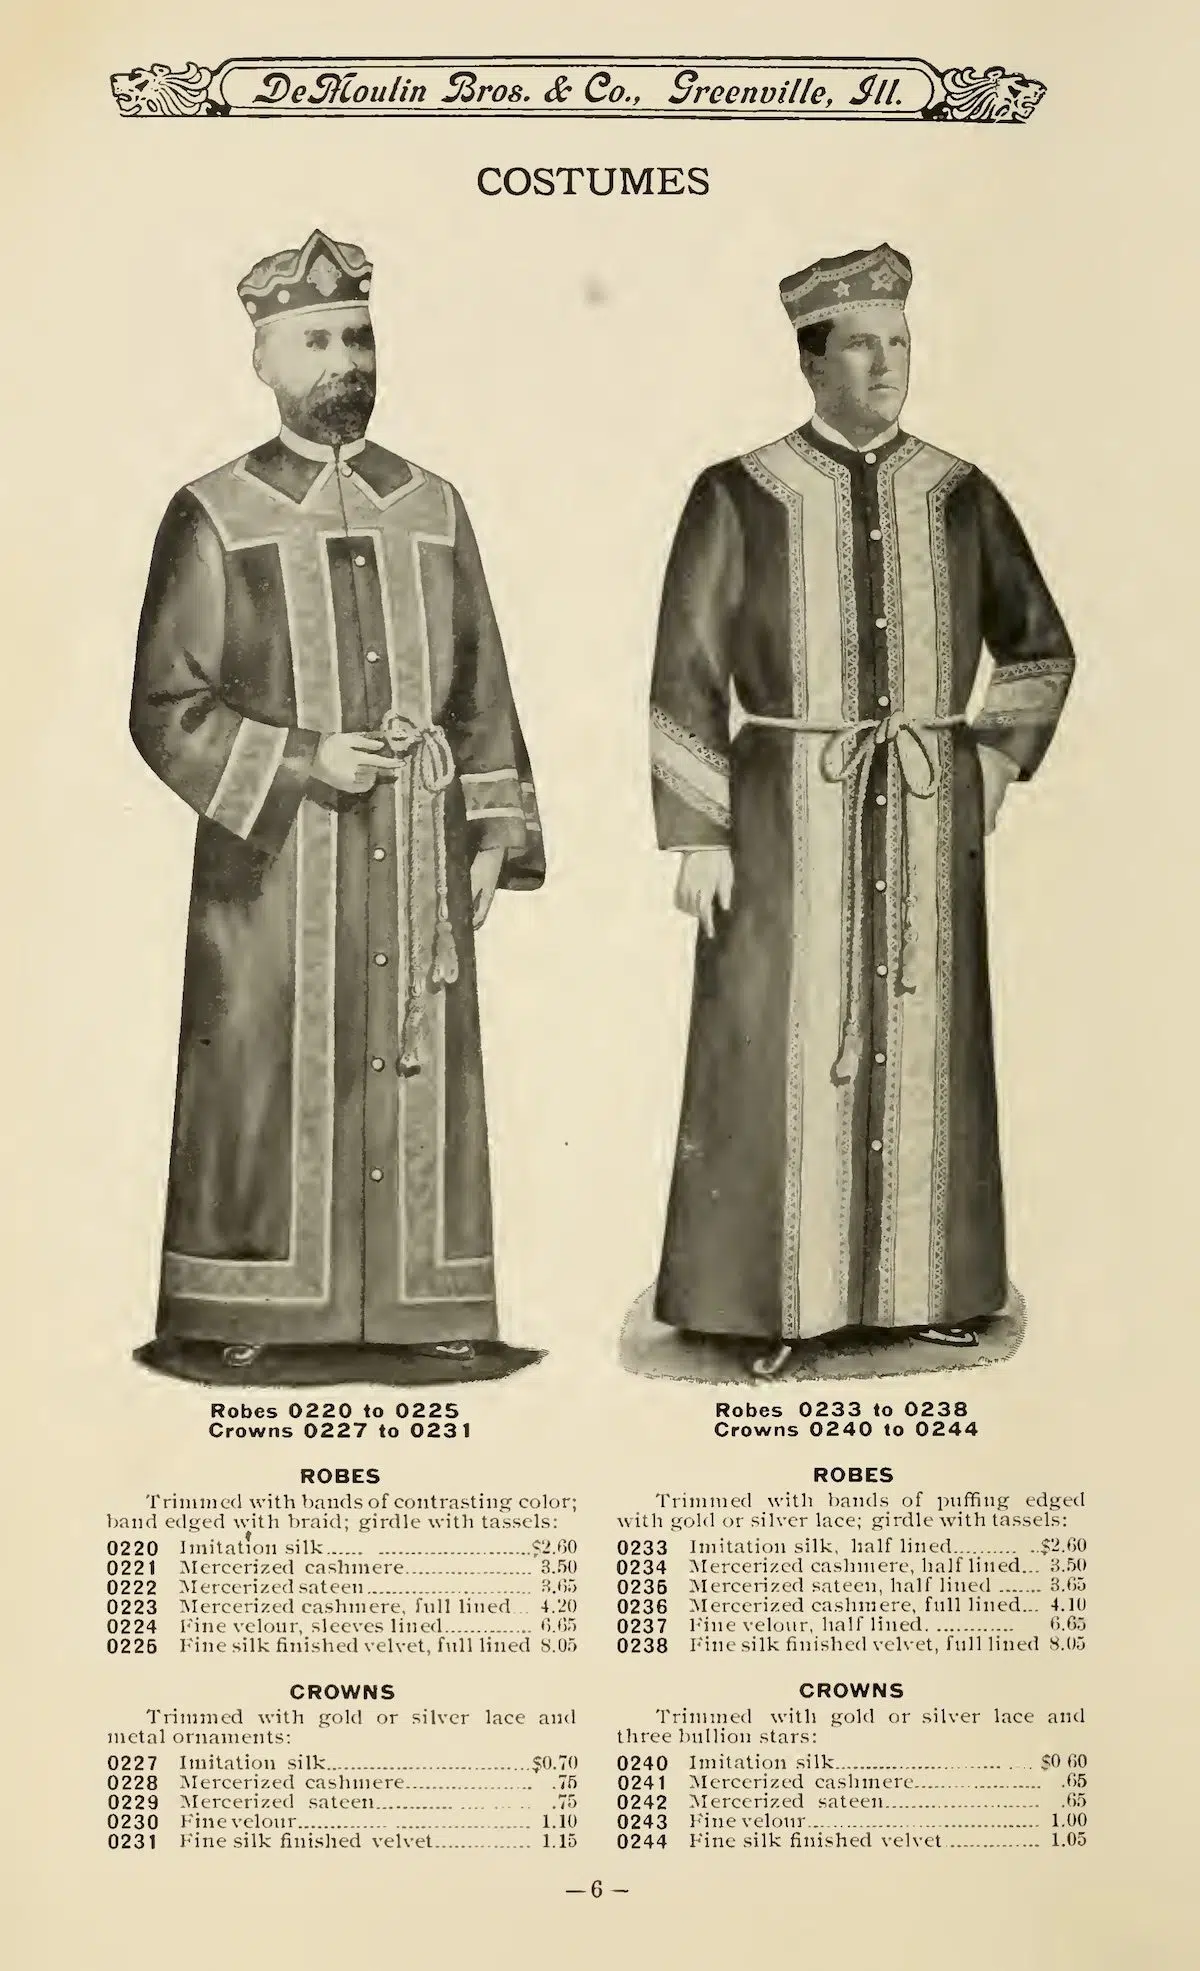 DeMoulin Bros. & Co., Greenville, Ill.
COSTUMES
Robes 0220 to 0225
Crowns 0227 to 0231
ROBES
Trimmed with bands of contrasting color;
band edged with braid; girdle with tassels:
0220 Imitation silk $2.60
0221 Mercerized cashmere 3.50
0222 Mercerized sateen 3.65
0223 Mercerized cashmere, full lined 4.20
0224 Fine velour, sleeves lined 6.65
0225 Fine silk finished velvet, full lined 8.05
CROWNS
Trimmed with gold or silver lace and
metal ornaments:
0227 Imitation silk $0.70
0228 Mercerized cashmere .75
0229 Mercerized sateen .75
0230 Fine velour 1.10
0231 Fine silk finished velvet 1.15
Robes 0233 to 0238
Crowns 0240 to 0244
ROBES
Trimmed with bands of puffing edged
with gold or silver lace; girdle with tassels:
0233 Imitation silk, half lined $2.60
0234 Mercerized cashmere, half lined 3.50
0235 Mercerized sateen, half lined 3.65
0236 Mercerized cashmere, full lined 4.10
0237 Fine velour, half lined 6.65
0238 Fine silk finished velvet, full lined 8.05
CROWNS
Trimmed with gold or silver lace and
three bullion stars:
0240 Imitation silk $0 60
0241 Mercerized cashmere .65
0242 Mercerized sateen .65
0243 Fine velour 1.00
0244 Fine silk finished velvet 1.05
— 6 —